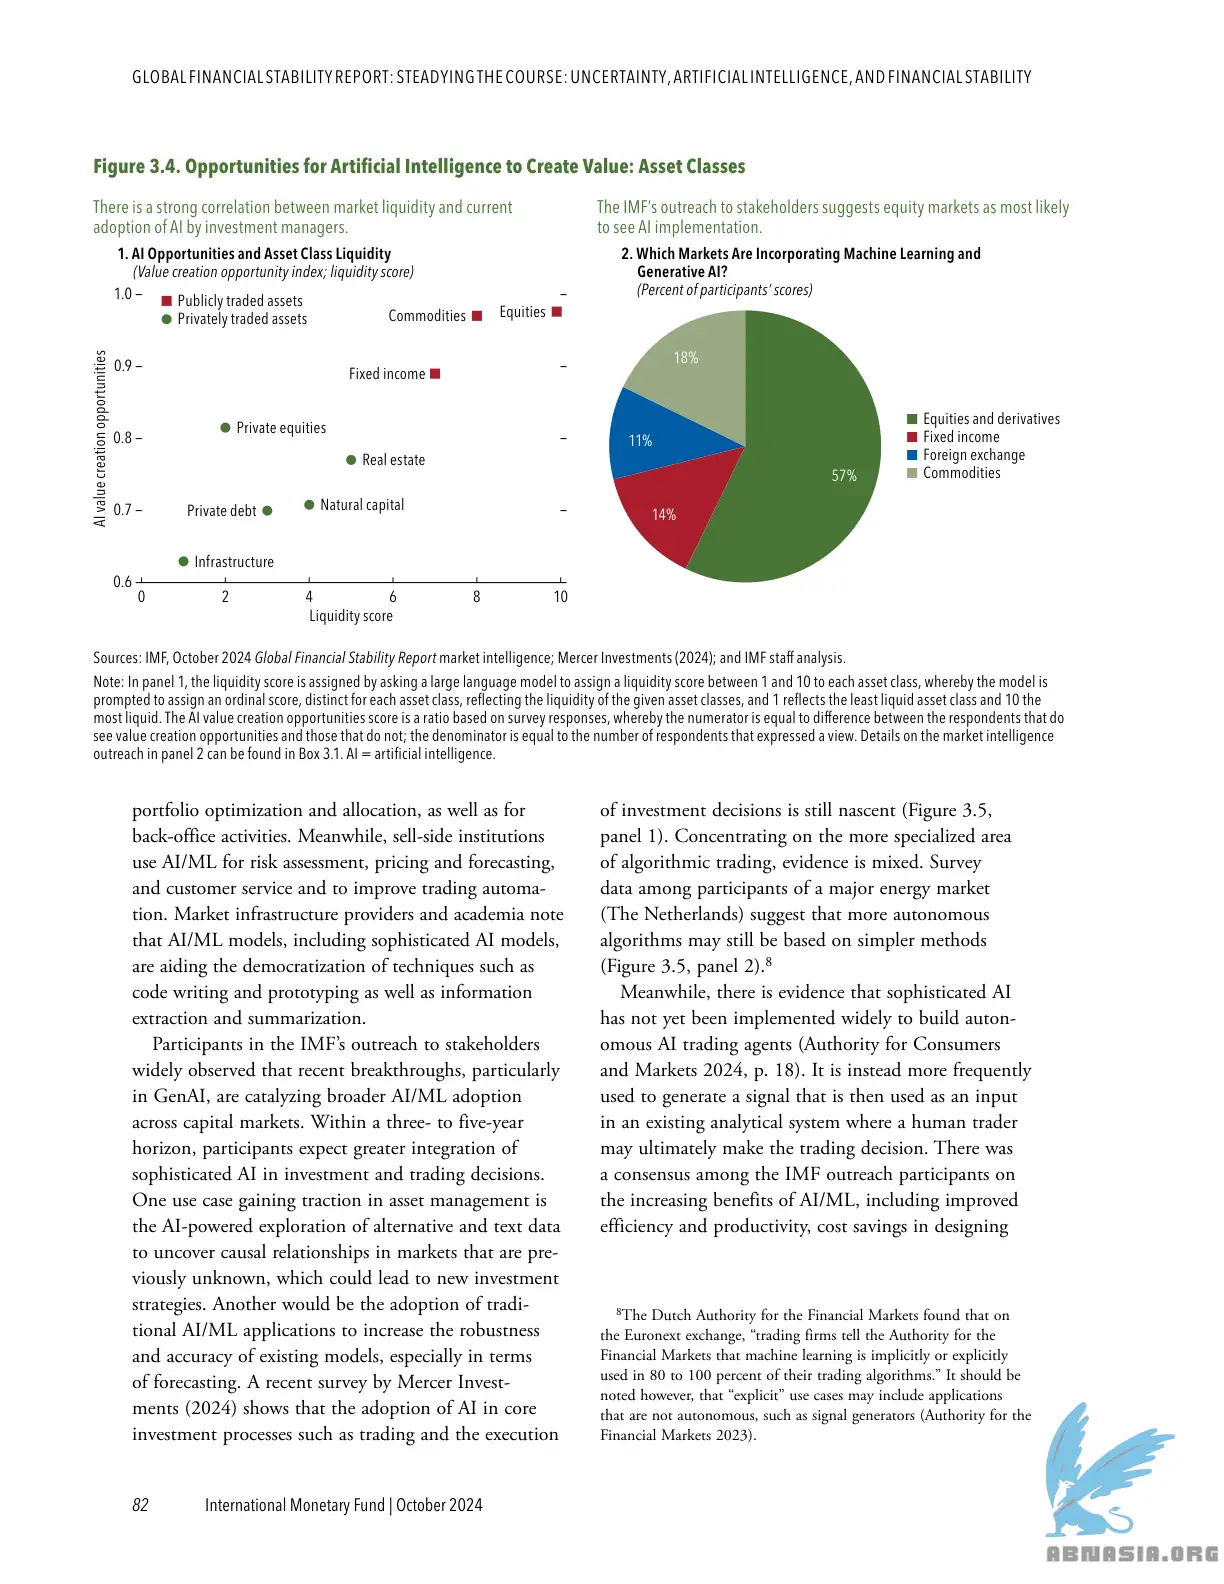 GLOBAL FINANCIAL STABILITY REPORT: STEADYING THE COURSE: UNCERTAINTY, ARTIFICIAL INTELLIGENCE, AND FINANCIAL STABILITY
Figure 3.4. Opportunities for Artificial Intelligence to Create Value: Asset Classes
There is a strong correlation between market liquidity and current
adoption of AI by investment managers.
1. AI Opportunities and Asset Class Liquidity
(Value creation opportunity index; liquidity score)
1.0
Publicly traded assets
Privately traded assets
Commodities
Equities
0.9
Fixed income
AI value creation opportunities
0.8
Private equities
Real estate
0.7
Private debt
Natural capital
Infrastructure
0.6
0 2 4 6 8 10
Liquidity score
The IMF's outreach to stakeholders suggests equity markets as most likely
to see AI implementation.
2. Which Markets Are Incorporating Machine Learning and
Generative AI?
(Percent of participants' scores)
18%
11%
57%
14%
Equities and derivatives
Fixed income
Foreign exchange
Commodities
Sources: IMF, October 2024 Global Financial Stability Report market intelligence; Mercer Investments (2024); and IMF staff analysis.
Note: In panel 1, the liquidity score is assigned by asking a large language model to assign a liquidity score between 1 and 10 to each asset class, whereby the model is
prompted to assign an ordinal score, distinct for each asset class, reflecting the liquidity of the given asset classes, and 1 reflects the least liquid asset class and 10 the
most liquid. The AI value creation opportunities score is a ratio based on survey responses, whereby the numerator is equal to difference between the respondents that do
see value creation opportunities and those that do not; the denominator is equal to the number of respondents that expressed a view. Details on the market intelligence
outreach in panel 2 can be found in Box 3.1. AI = artificial intelligence.
portfolio optimization and allocation, as well as for
back-office activities. Meanwhile, sell-side institutions
use AI/ML for risk assessment, pricing and forecasting,
and customer service and to improve trading automa-
tion. Market infrastructure providers and academia note
that AI/ML models, including sophisticated AI models,
are aiding the democratization of techniques such as
code writing and prototyping as well as information
extraction and summarization.
Participants in the IMF's outreach to stakeholders
widely observed that recent breakthroughs, particularly
in GenAI, are catalyzing broader AI/ML adoption
across capital markets. Within a three- to five-year
horizon, participants expect greater integration of
sophisticated AI in investment and trading decisions.
One use case gaining traction in asset management is
the AI-powered exploration of alternative and text data
to uncover causal relationships in markets that are pre-
viously unknown, which could lead to new investment
strategies. Another would be the adoption of tradi-
tional AI/ML applications to increase the robustness
and accuracy of existing models, especially in terms
of forecasting. A recent survey by Mercer Invest-
ments (2024) shows that the adoption of AI in core
investment processes such as trading and the execution
of investment decisions is still nascent (Figure 3.5,
panel 1). Concentrating on the more specialized area
of algorithmic trading, evidence is mixed. Survey
data among participants of a major energy market
(The Netherlands) suggest that more autonomous
algorithms may still be based on simpler methods
(Figure 3.5, panel 2).8
Meanwhile, there is evidence that sophisticated AI
has not yet been implemented widely to build auton-
omous AI trading agents (Authority for Consumers
and Markets 2024, p. 18). It is instead more frequently
used to generate a signal that is then used as an input
in an existing analytical system where a human trader
may ultimately make the trading decision. There was
a consensus among the IMF outreach participants on
the increasing benefits of AI/ML, including improved
efficiency and productivity, cost savings in designing
8The Dutch Authority for the Financial Markets found that on
the Euronext exchange, "trading firms tell the Authority for the
Financial Markets that machine learning is implicitly or explicitly
used in 80 to 100 percent of their trading algorithms." It should be
noted however, that "explicit" use cases may include applications
that are not autonomous, such as signal generators (Authority for the
Financial Markets 2023).
82 International Monetary Fund | October 2024
ABNASIA.ORG